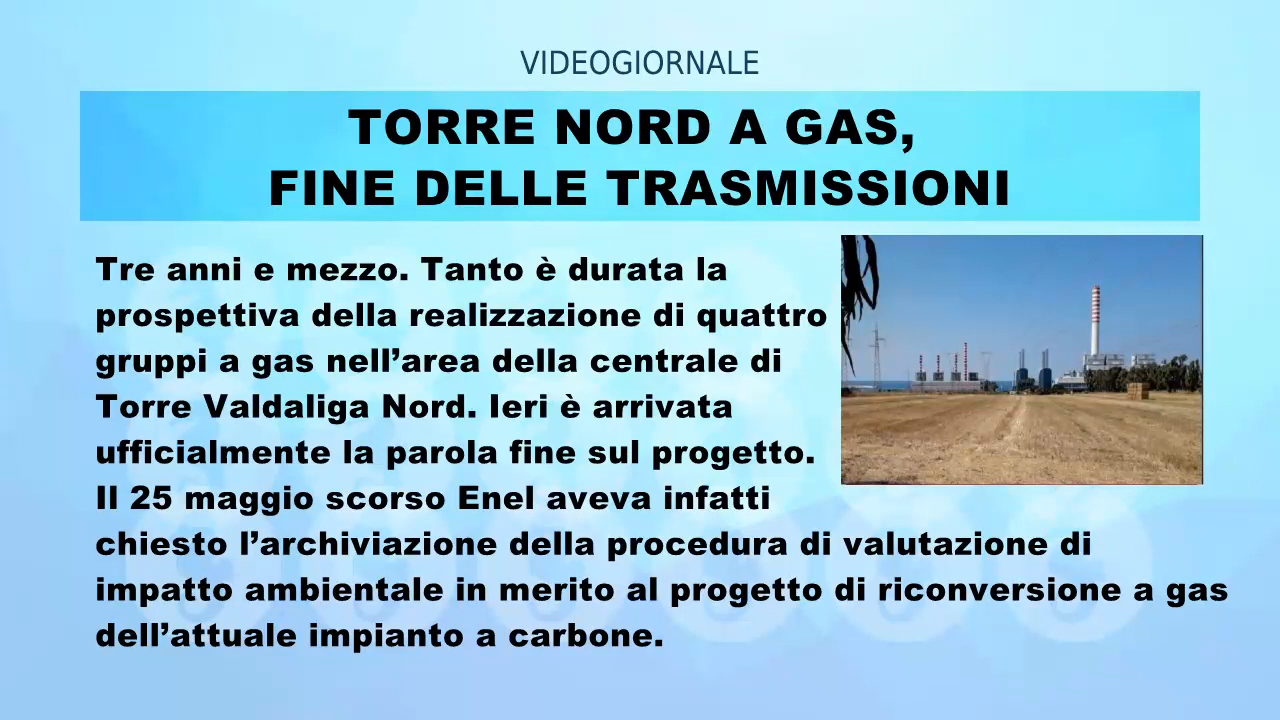 VIDEOGIORNALE
TORRE NORD A GAS,
FINE DELLE TRASMISSIONI
Tre anni e mezzo. Tanto è durata la
prospettiva della realizzazione di quattro
gruppi a gas nell’area della centrale di
Torre Valdaliga Nord. Ieri è arrivata
ufficialmente la parola fine sul progetto.
Il 25 maggio scorso Enel aveva infatti
chiesto l’archiviazione della procedura di valutazione di
impatto ambientale in merito al progetto di riconversione a gas
dell’attuale impianto a carbone.